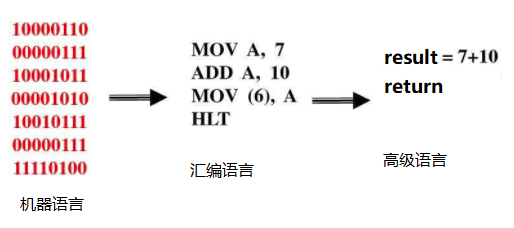 10000110
00000111
10001011
00001010
10010111
00000111
11110100
机器语言
MOV A, 7
ADD A, 10
MOV (6), A
HLT
汇编语言
result = 7+10
return
高级语言